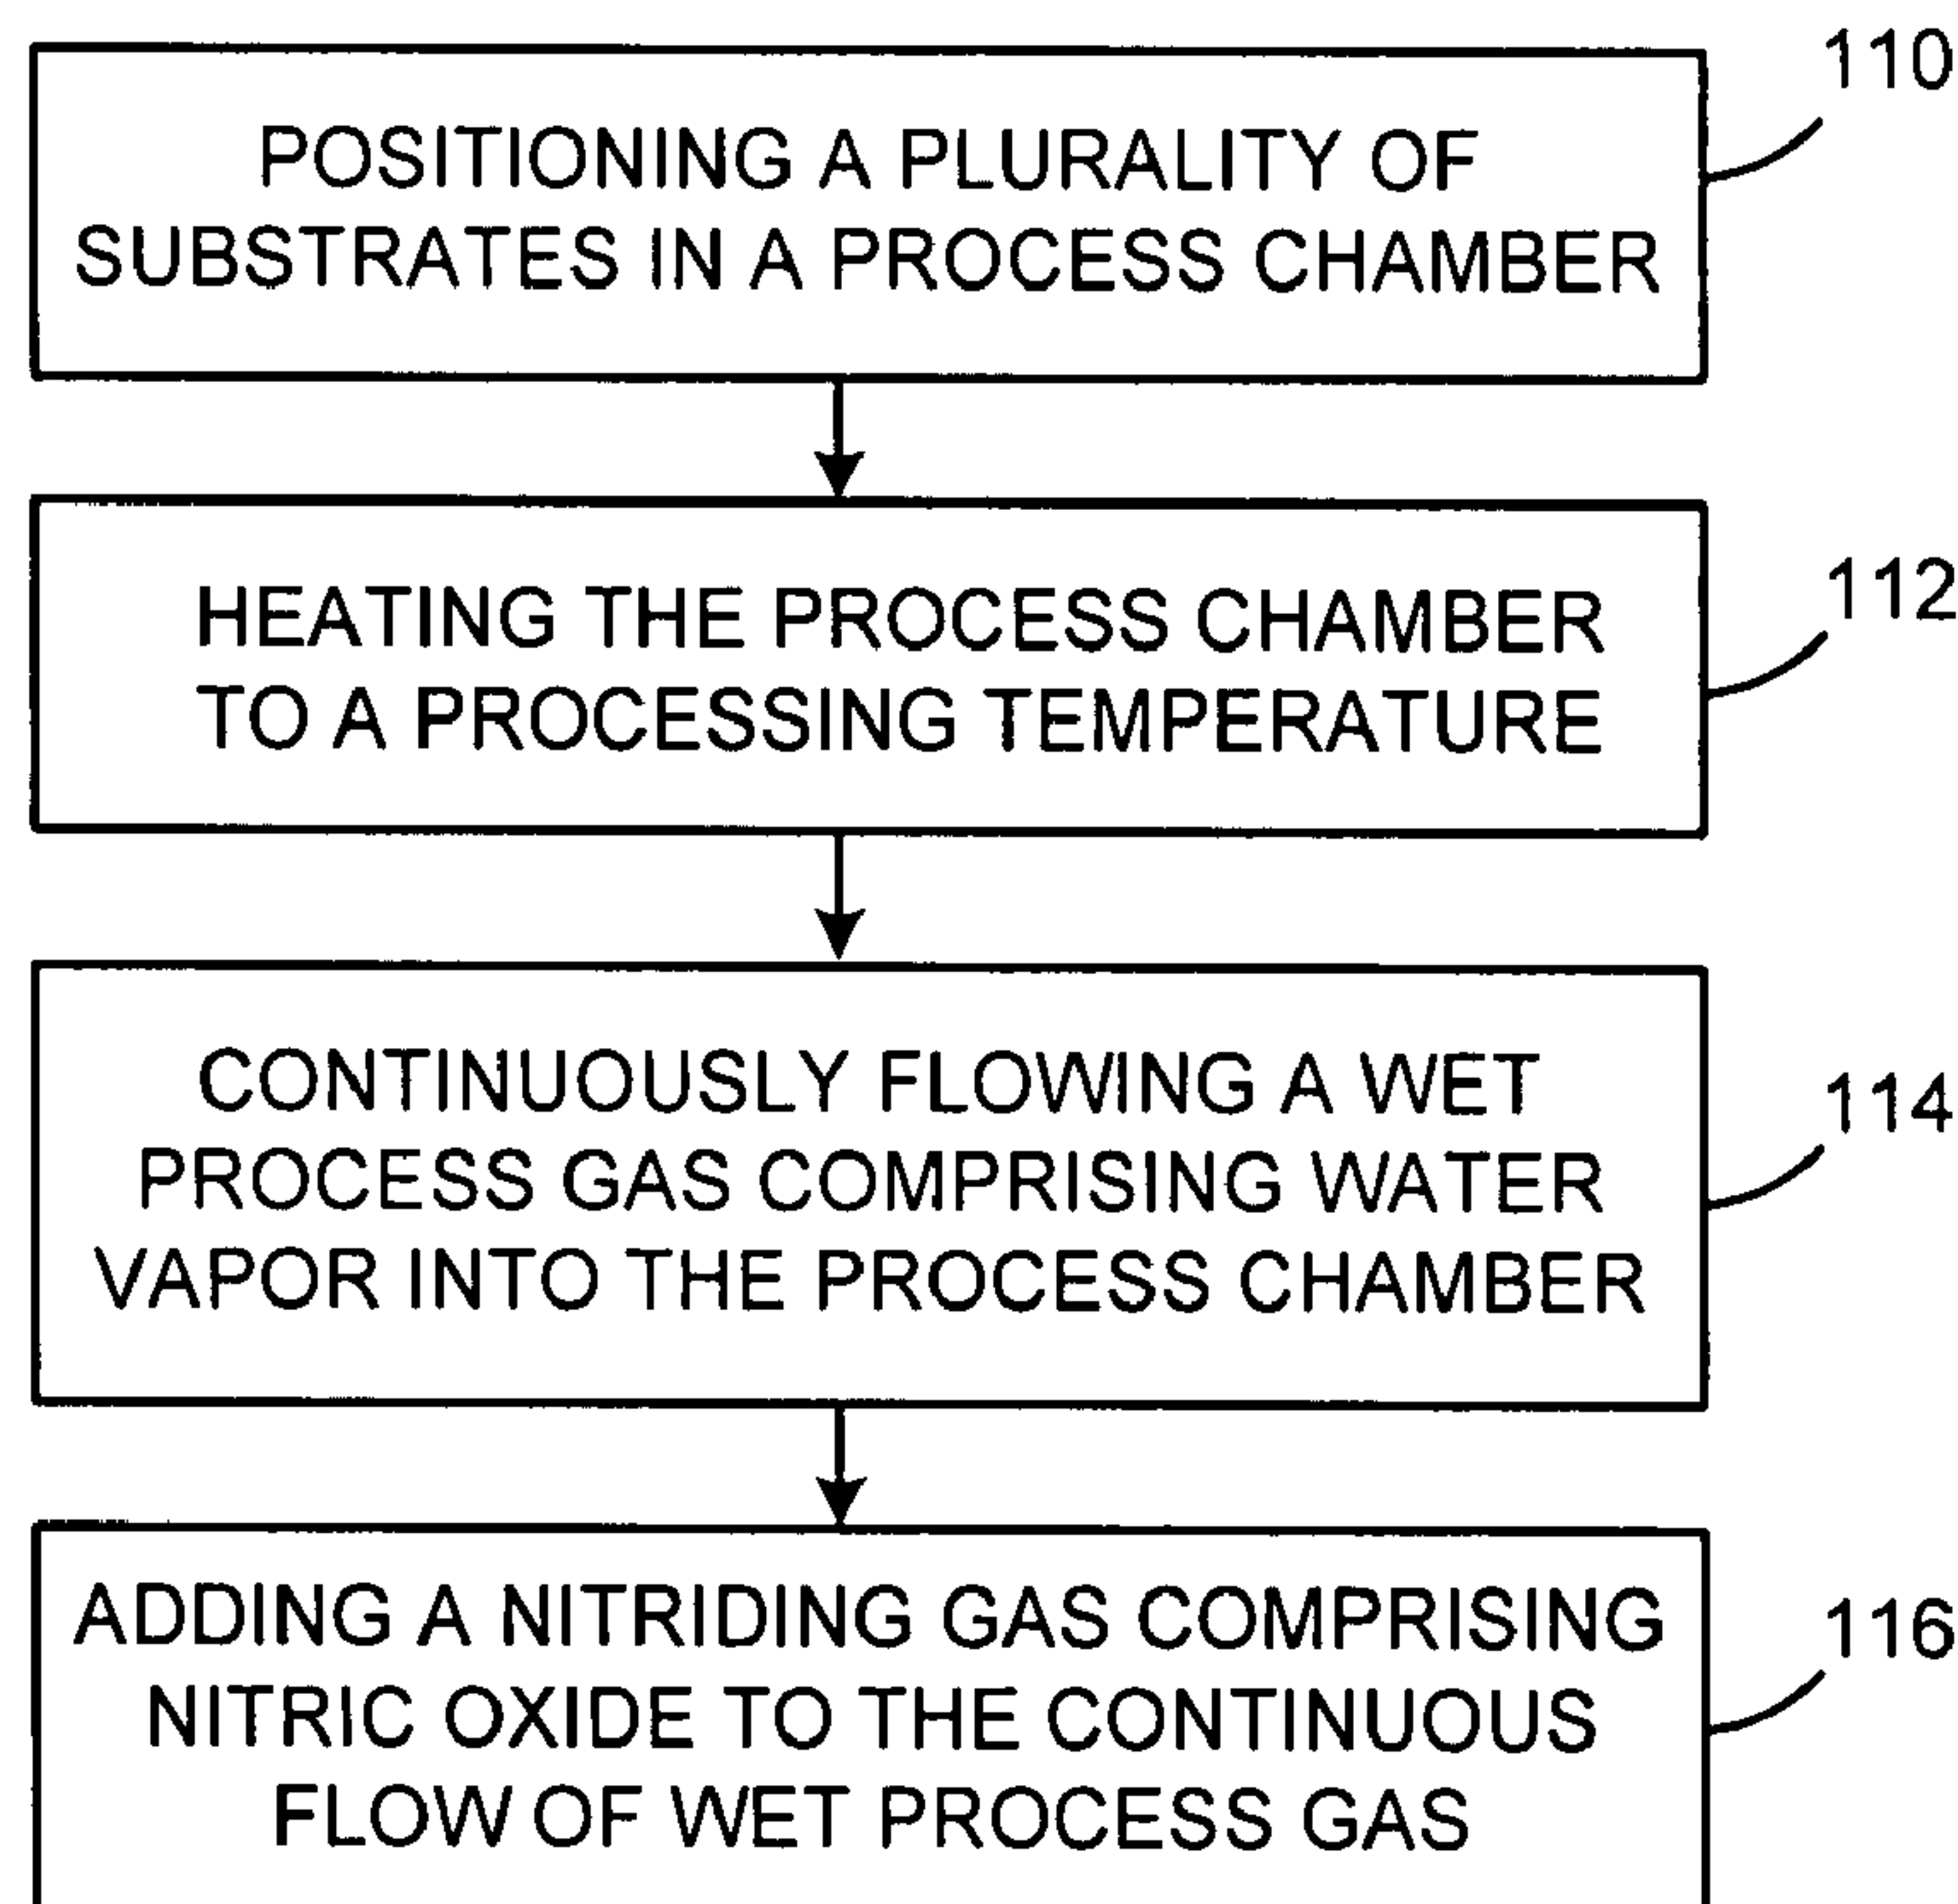 110
POSITIONING A PLURALITY OF
SUBSTRATES IN A PROCESS CHAMBER
112
HEATING THE PROCESS CHAMBER
TO A PROCESSING TEMPERATURE
114
CONTINUOUSLY FLOWING A WET
PROCESS GAS COMPRISING WATER
VAPOR INTO THE PROCESS CHAMBER
116
ADDING A NITRIDING GAS COMPRISING
NITRIC OXIDE TO THE CONTINUOUS
FLOW OF WET PROCESS GAS